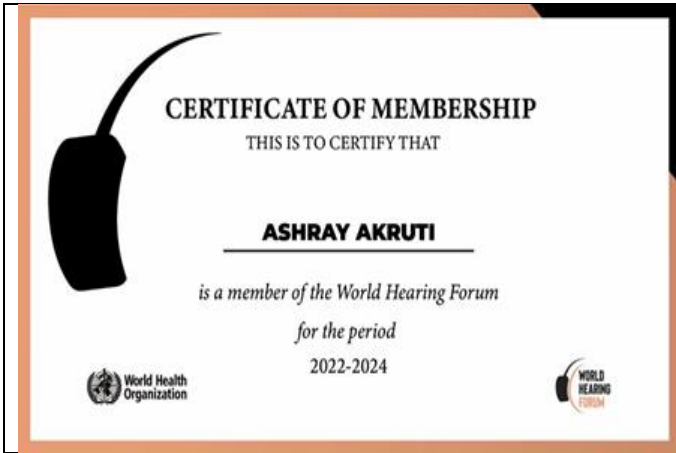 CERTIFICATE OF MEMBERSHIP
THIS IS TO CERTIFY THAT
ASHRAY AKRUTI
is a member of the World Hearing Forum
for the period
2022-2024
World Health
Organization
WORLD
HEARING
FORUM